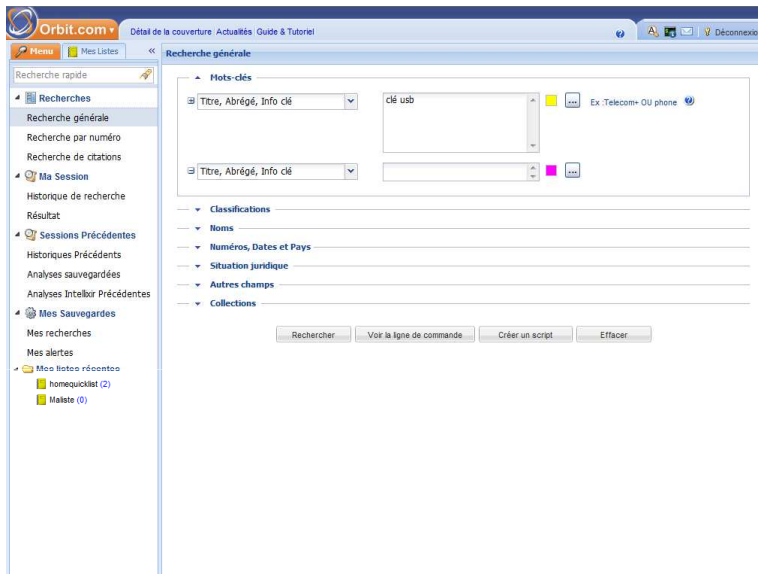 Orbit.com
Détail de la couverture Actualités Guide & Tutoriel
Déconnexio
Menu
Mes Listes
«
Recherche générale
Recherche rapide
Mots-clés
Recherches
Titre, Abrégé, Info clé
clé usb
...
Ex :Telecom+ OU phone
Recherche générale
Recherche par numéro
Recherche de citations
Titre, Abrégé, Info clé
...
Ma Session
Historique de recherche
Résultat
Classifications
Noms
Sessions Précédentes
Numéros, Dates et Pays
Historiques Précédents
Situation juridique
Analyses sauvegardées
Autres champs
Analyses Intellixir Précédentes
Collections
Mes Sauvegardes
Mes recherches
Rechercher
Voir la ligne de commande
Créer un script
Effacer
Mes alertes
Mes listes récentes
homequicklist (2)
Maliste (0)